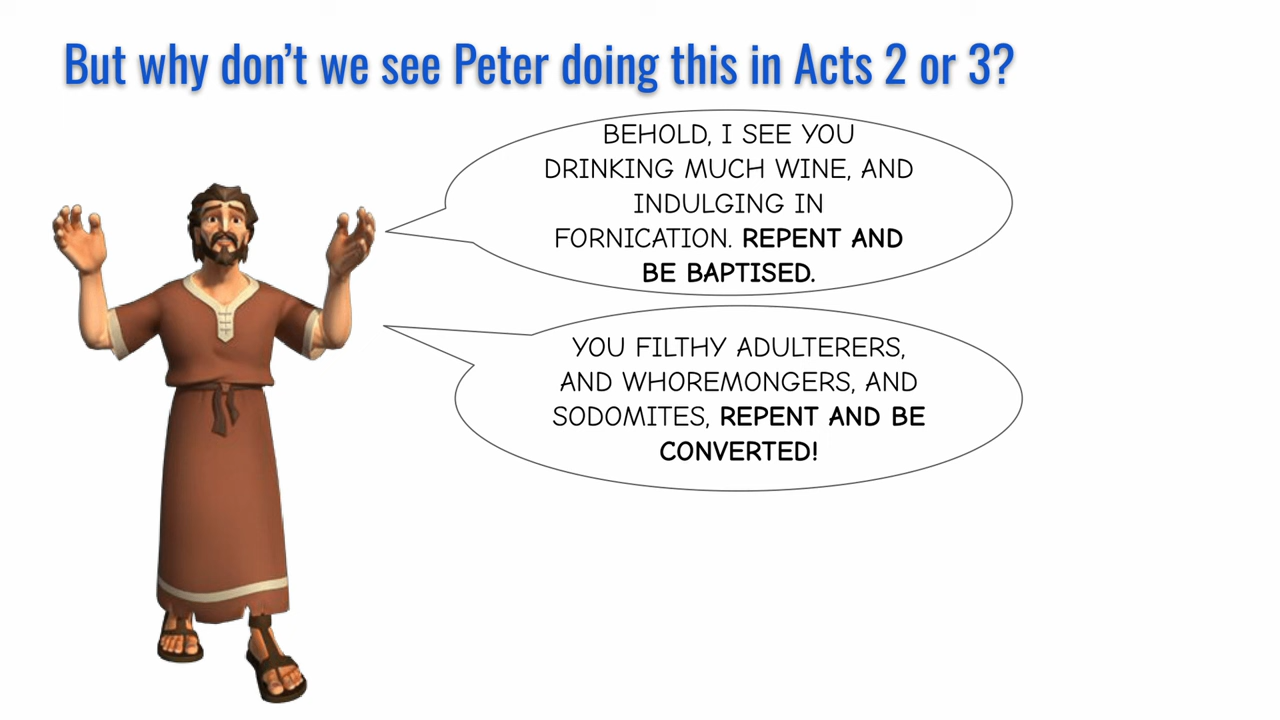 But why don't we see Peter doing this in Acts 2 or 3?
BEHOLD, I SEE YOU
DRINKING MUCH WINE, AND
INDULGING IN
FORNICATION. REPENT AND
BE BAPTISED.
YOU FILTHY ADULTERERS,
AND WHOREMONGERS, AND
SODOMITES, REPENT AND BE
CONVERTED!